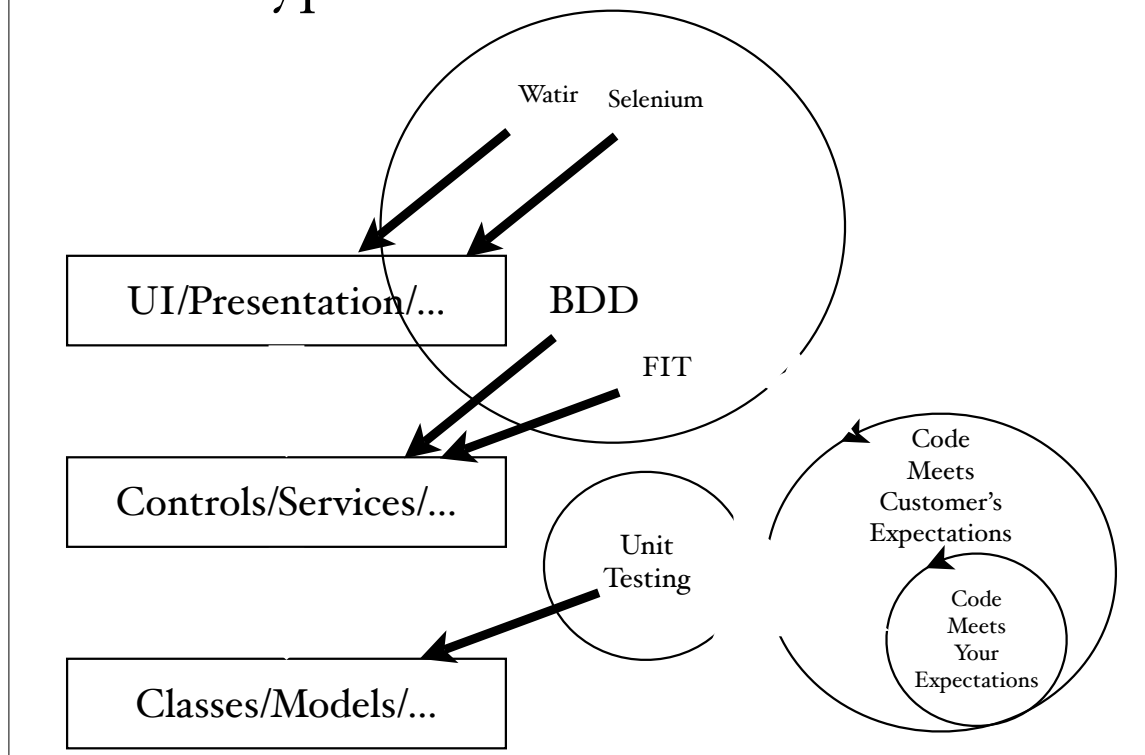 yp
Watir Selenium
UI/Presentation/...
BDD
FIT
Controls/Services/...
Unit
Testing
Classes/Models/...
Code
Meets
Customer’s
Expectations
Code
Meets
Your
Expectations